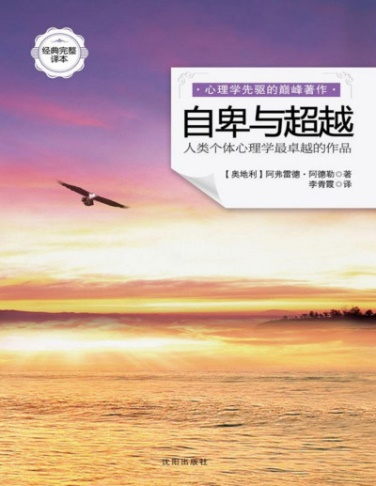 经典完整
译本
·心理学先驱的巅峰著作·
自卑与超越
人类个体心理学最卓越的作品
【奥地利】阿弗雷德·阿德勒◎著
李青霞◎译
沈阳出版社